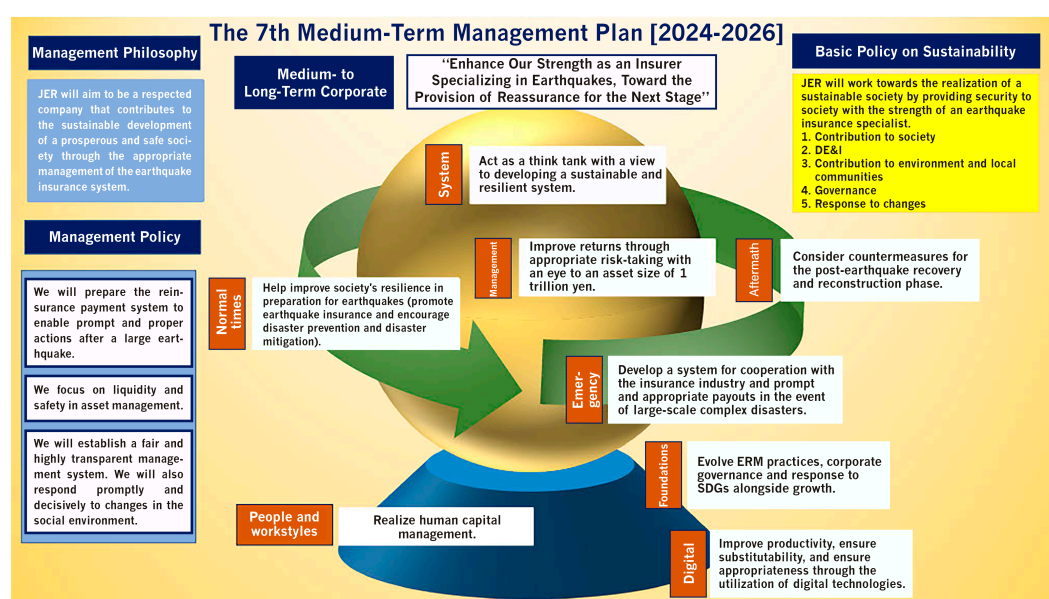 The 7th Medium-Term Management Plan [2024-2026]
Management Philosophy
JER will aim to be a respected
company that contributes to
the sustainable development
of a prosperous and safe soci-
ety through the appropriate
management of the earthquake
insurance system.
Management Policy
We will prepare the rein-
surance payment system to
enable prompt and proper
actions after a large eart-
hquake.
We focus on liquidity and
safety in asset management.
We will establish a fair and
highly transparent manage-
ment system. We will also
respond promptly and
decisively to changes in the
social environment.
Medium- to
Long-Term Corporate
“Enhance Our Strength as an Insurer
Specializing in Earthquakes, Toward the
Provision of Reassurance for the Next Stage”
Basic Policy on Sustainability
JER will work towards the realization of a
sustainable society by providing security to
society with the strength of an earthquake
insurance specialist.
1. Contribution to society
2. DE&I
3. Contribution to environment and local
communities
4. Governance
5. Response to changes
System
Act as a think tank with a view
to developing a sustainable and
resilient system.
Management
Improve returns through
appropriate risk-taking with
an eye to an asset size of 1
trillion yen.
Aftermath
Consider countermeasures for
the post-earthquake recovery
and reconstruction phase.
Normal
times
Help improve society's resilience in
preparation for earthquakes (promote
earthquake insurance and encourage
disaster prevention and disaster
mitigation).
Emer-
gency
Develop a system for cooperation with
the insurance industry and prompt
and appropriate payouts in the event
of large-scale complex disasters.
Foundations
Evolve ERM practices, corporate
governance and response to
SDGs alongside growth.
People and
workstyles
Realize human capital
management.
Digital
Improve productivity, ensure
substitutability, and ensure
appropriateness through the
utilization of digital technologies.